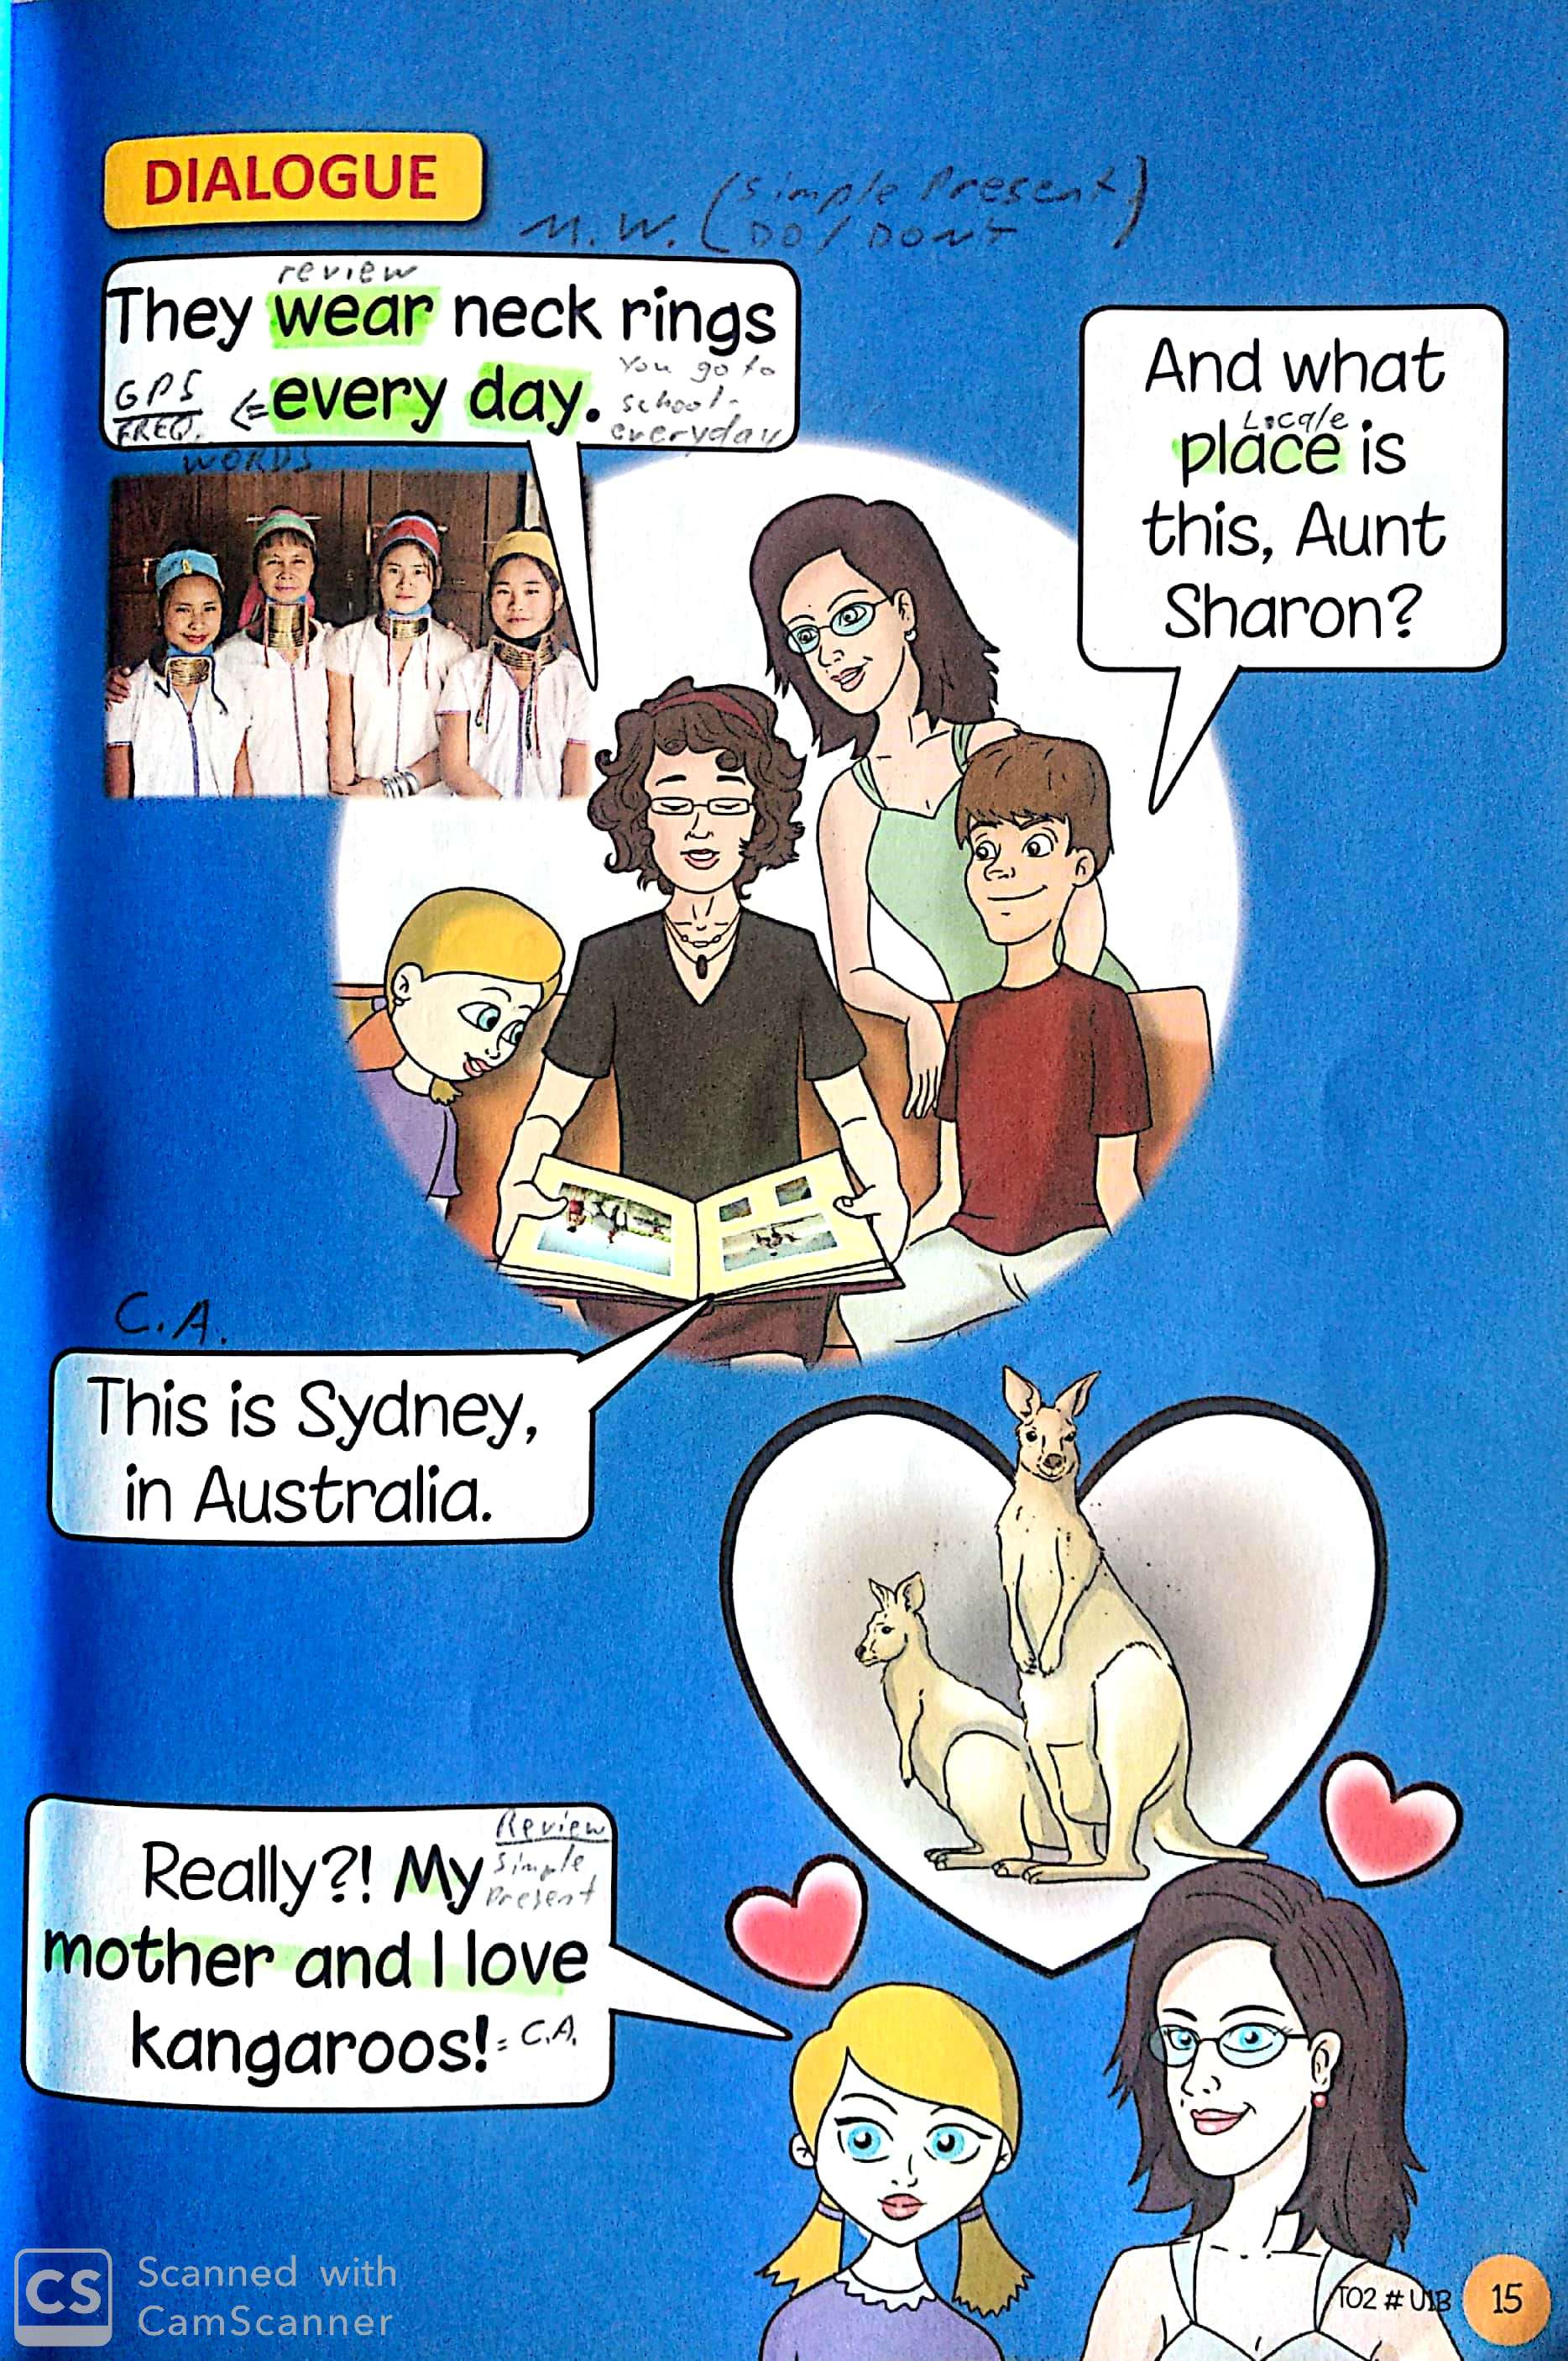 DIALOGUE
M.W. (Simple Present)
DO / DONT
review
They wear neck rings
every day.
GPS
FREQ.
WORDS
<=
You go to
school-
everyday
And what
Locale
place is
this, Aunt
Sharon?
C.A.
This is Sydney,
in Australia.
Review
Simple
Present
Really?! My
mother and I love
kangaroos! = C.A.
CS Scanned with
CamScanner
TO2 # U1B 15